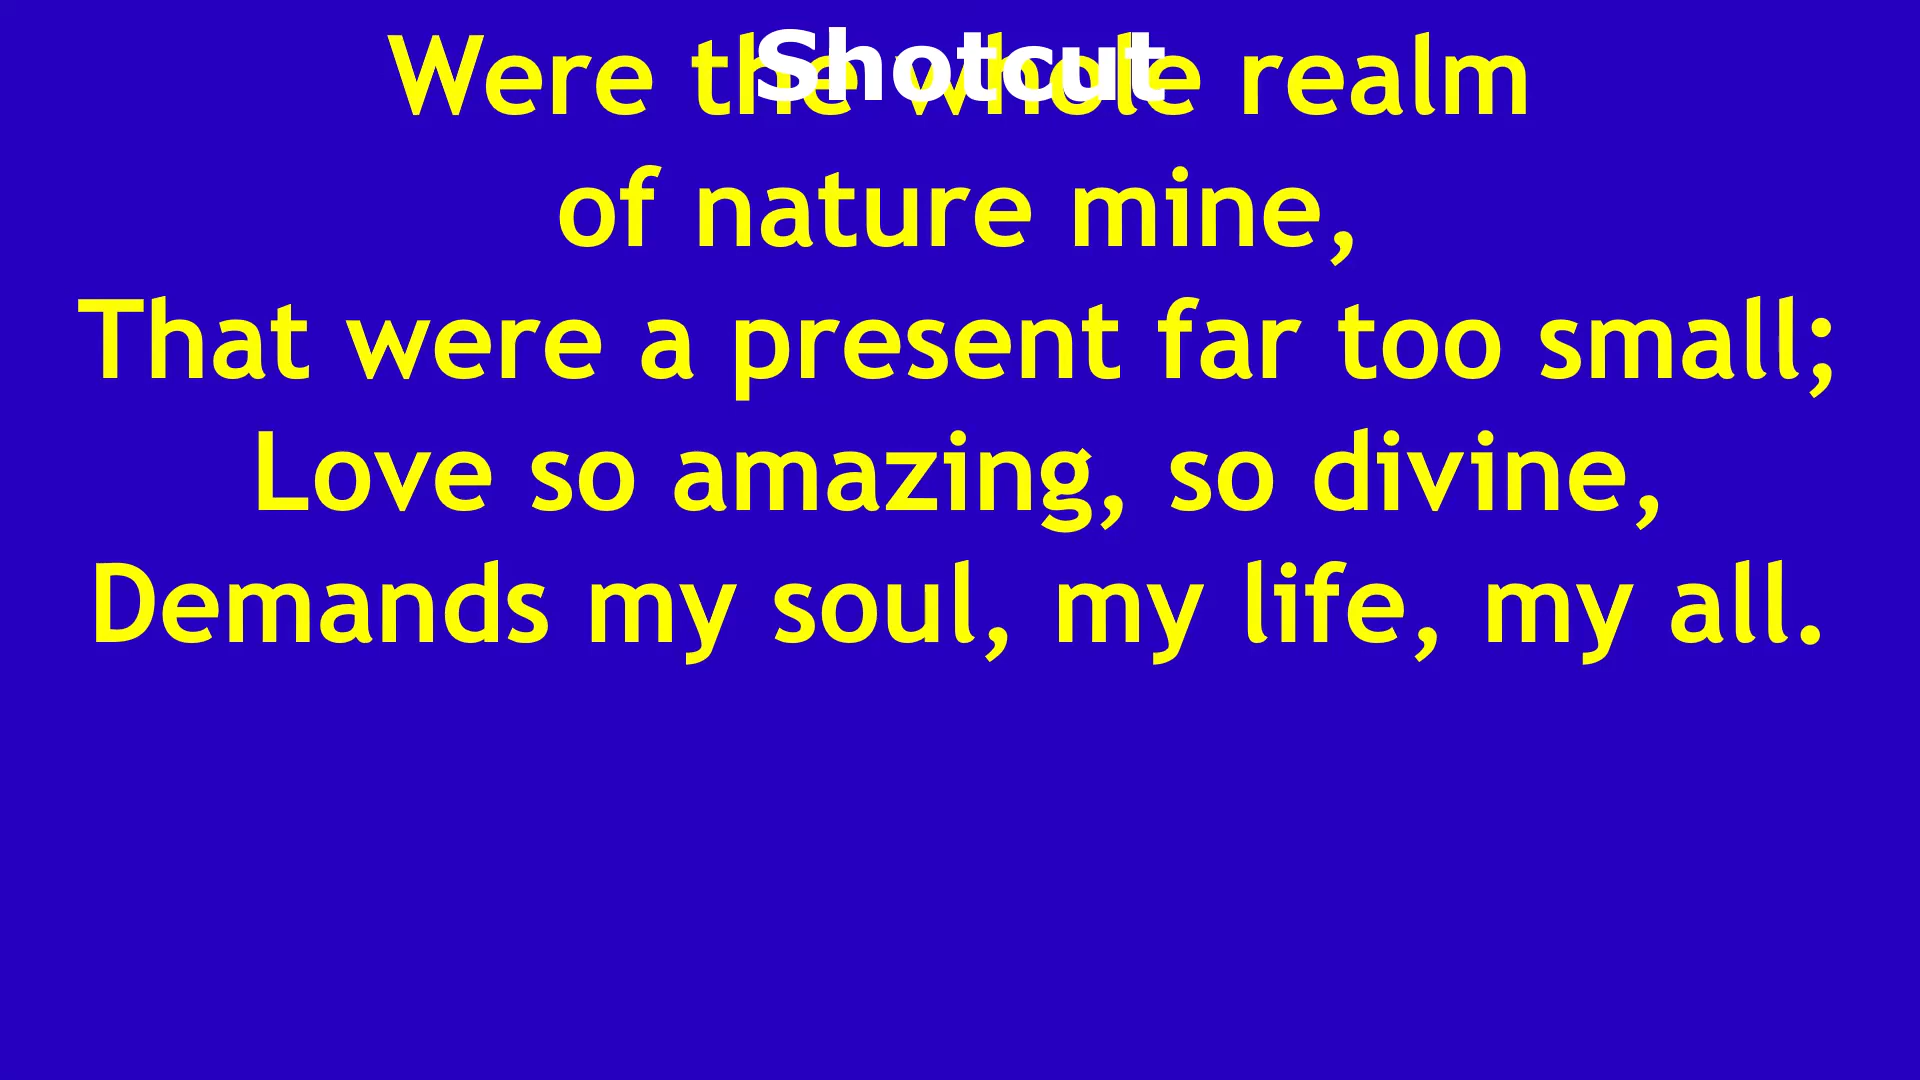 Shotcut
Were the whole realm
of nature mine,
That were a present far too small;
Love so amazing, so divine,
Demands my soul, my life, my all.